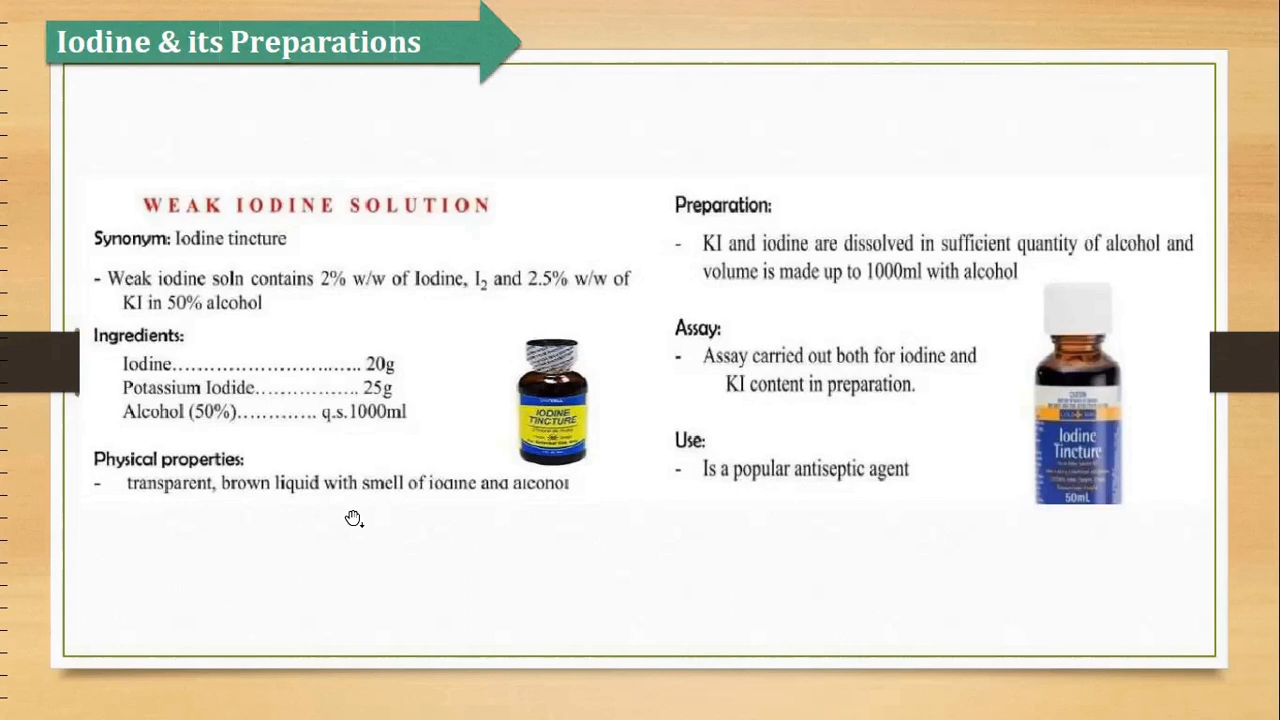 Iodine & its Preparations
WEAK IODINE SOLUTION
Synonym: Iodine tincture
- Weak iodine soln contains 2% w/w of Iodine, I₂ and 2.5% w/w of
KI in 50% alcohol
Ingredients:
Iodine............................... 20g
Potassium Iodide................. 25g
Alcohol (50%)............. q.s.1000ml
Physical properties:
- transparent, brown liquid with smell of iodine and alcohol
IODINE
TINCTURE
Preparation:
- KI and iodine are dissolved in sufficient quantity of alcohol and
volume is made up to 1000ml with alcohol
Assay:
- Assay carried out both for iodine and
KI content in preparation.
Use:
- Is a popular antiseptic agent
CAUTION
Iodine
Tincture
50mL